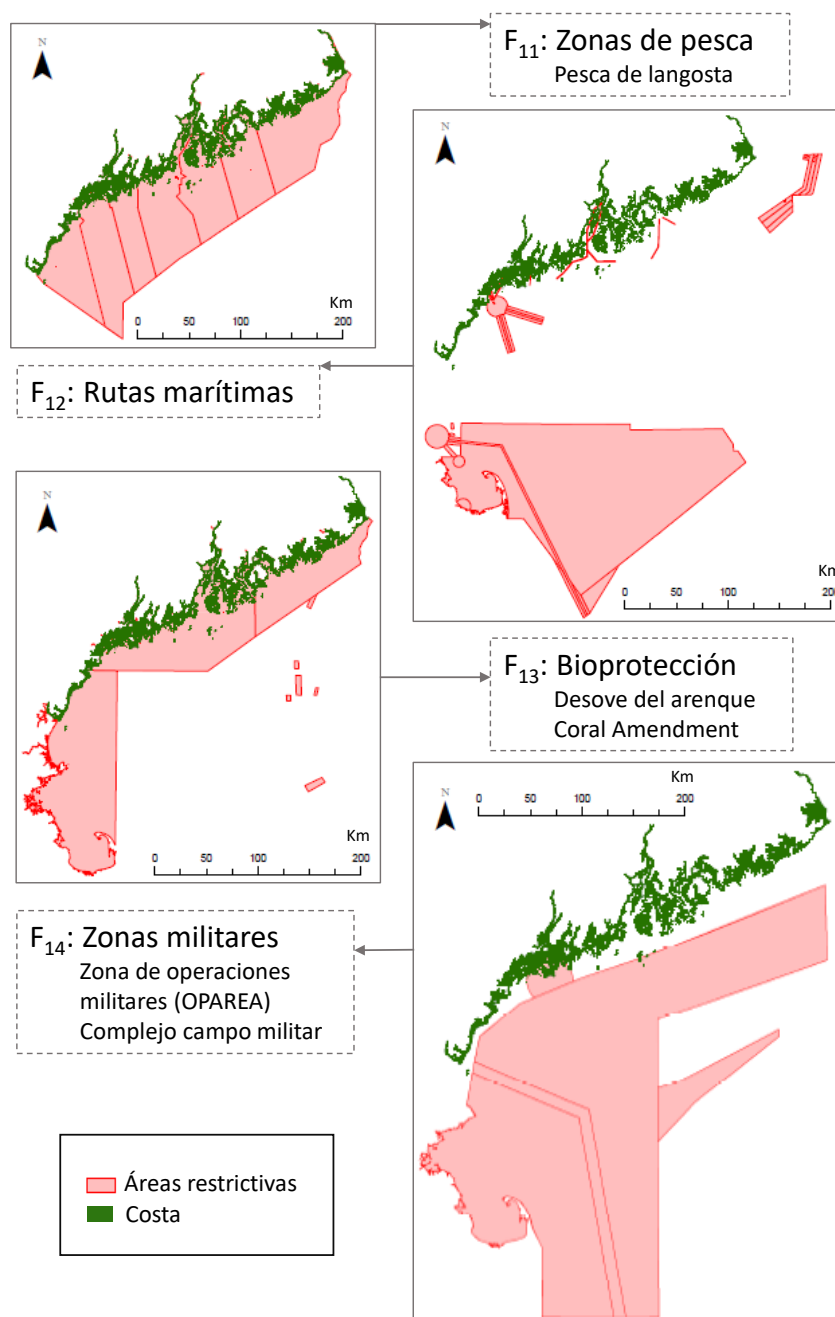 F11: Zonas de pesca
Pesca de langosta
N
Km
0 50 100 200
N
Km
0 50 100 200
F12: Rutas marítimas
N
Km
0 50 100 200
F13: Bioprotección
Desove del arenque
Coral Amendment
Km
0 50 100 200
N
F14: Zonas militares
Zona de operaciones
militares (OPAREA)
Complejo campo militar
Áreas restrictivas
Costa